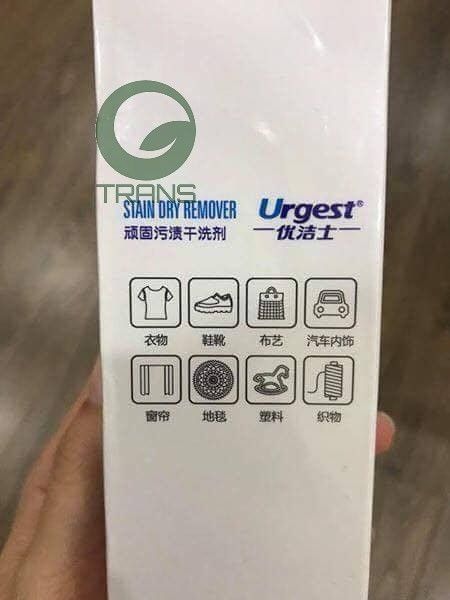 TRANS
STAIN DRY REMOVER
顽固污渍干洗剂
Urgest®
优洁士
衣物 鞋靴 布艺 汽车内饰
窗帘 地毯 塑料 织物